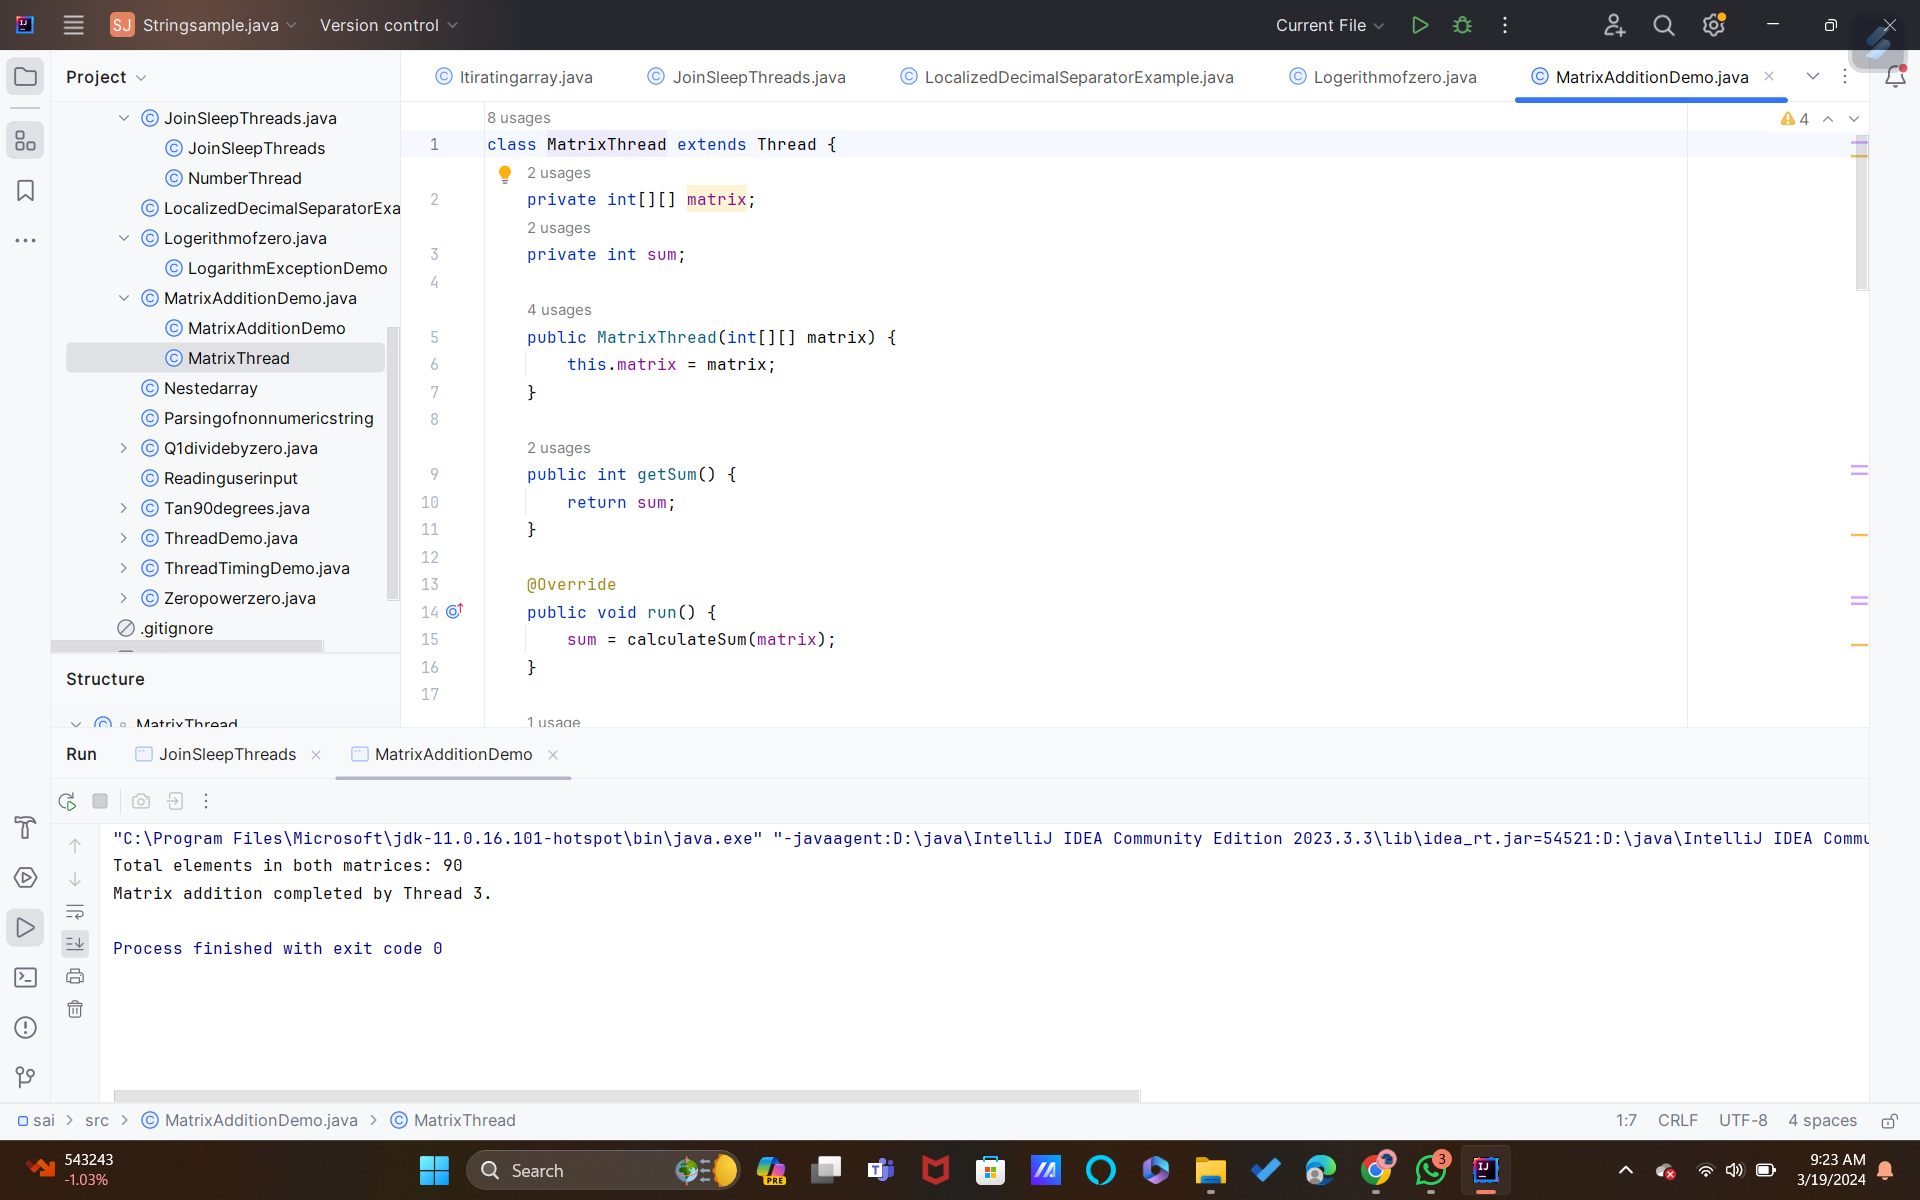 SJ Stringsample.java Version control Current File
Project
JoinSleepThreads.java
JoinSleepThreads
NumberThread
LocalizedDecimalSeparatorExa
Logerithmofzero.java
LogarithmExceptionDemo
MatrixAdditionDemo.java
MatrixAdditionDemo
MatrixThread
Nestedarray
Parsingofnonnumericstring
Q1dividebyzero.java
Readinguserinput
Tan90degrees.java
ThreadDemo.java
ThreadTimingDemo.java
Zeropowerzero.java
.gitignore
Structure
MatrixThread
Itiratingarray.java JoinSleepThreads.java LocalizedDecimalSeparatorExample.java Logerithmofzero.java MatrixAdditionDemo.java
4
8 usages
1 class MatrixThread extends Thread {
2 usages
2 private int[][] matrix;
2 usages
3 private int sum;
4
4 usages
5 public MatrixThread(int[][] matrix) {
6 this.matrix = matrix;
7 }
8
2 usages
9 public int getSum() {
10 return sum;
11 }
12
13 @Override
14 public void run() {
15 sum = calculateSum(matrix);
16 }
17
1 usage
Run JoinSleepThreads MatrixAdditionDemo
"C:\Program Files\Microsoft\jdk-11.0.16.101-hotspot\bin\java.exe" "-javaagent:D:\java\IntelliJ IDEA Community Edition 2023.3.3\lib\idea_rt.jar=54521:D:\java\IntelliJ IDEA Commu
Total elements in both matrices: 90
Matrix addition completed by Thread 3.
Process finished with exit code 0
sai > src > MatrixAdditionDemo.java > MatrixThread 1:7 CRLF UTF-8 4 spaces
543243
-1.03%
Search
PRE
3
9:23 AM
3/19/2024